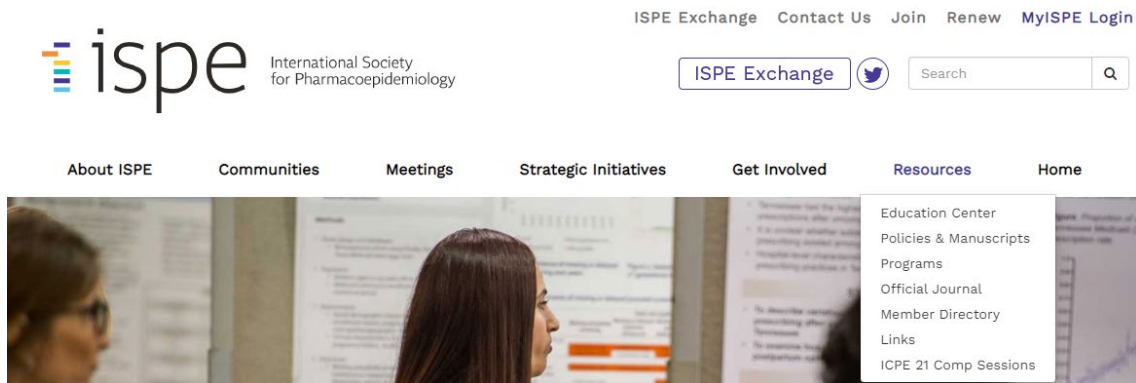 ISPE Exchange Contact Us Join Renew MyISPE Login
ispe
International Society
for Pharmacoepidemiology
ISPE Exchange
Search
About ISPE Communities Meetings Strategic Initiatives Get Involved Resources Home
Education Center
Policies & Manuscripts
Programs
Official Journal
Member Directory
Links
ICPE 21 Comp Sessions